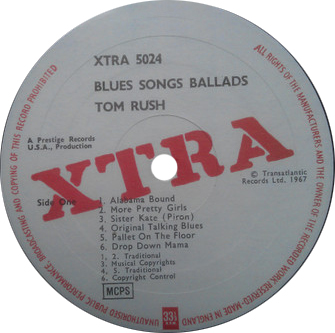 XTRA 5024
BLUES SONGS BALLADS
TOM RUSH
A Prestige Records
U.S.A., Production
XTRA
© Transatlantic
Records Ltd. 1967
Side One
1. Alabama Bound
2. More Pretty Girls
3. Sister Kate (Piron)
4. Original Talking Blues
5. Pallet On The Floor
6. Drop Down Mama
1. 2. Traditional
3. Musical Copyrights
4. 5. Traditional
6. Copyright Control
MCPS
33⅓
ALL RIGHTS OF THE MANUFACTURERS AND OF THE OWNER OF THE RECORDED WORK RESERVED-MADE IN ENGLAND
UNAUTHORISED PUBLIC PERFORMANCE, BROADCASTING AND COPYING OF THIS RECORD PROHIBITED